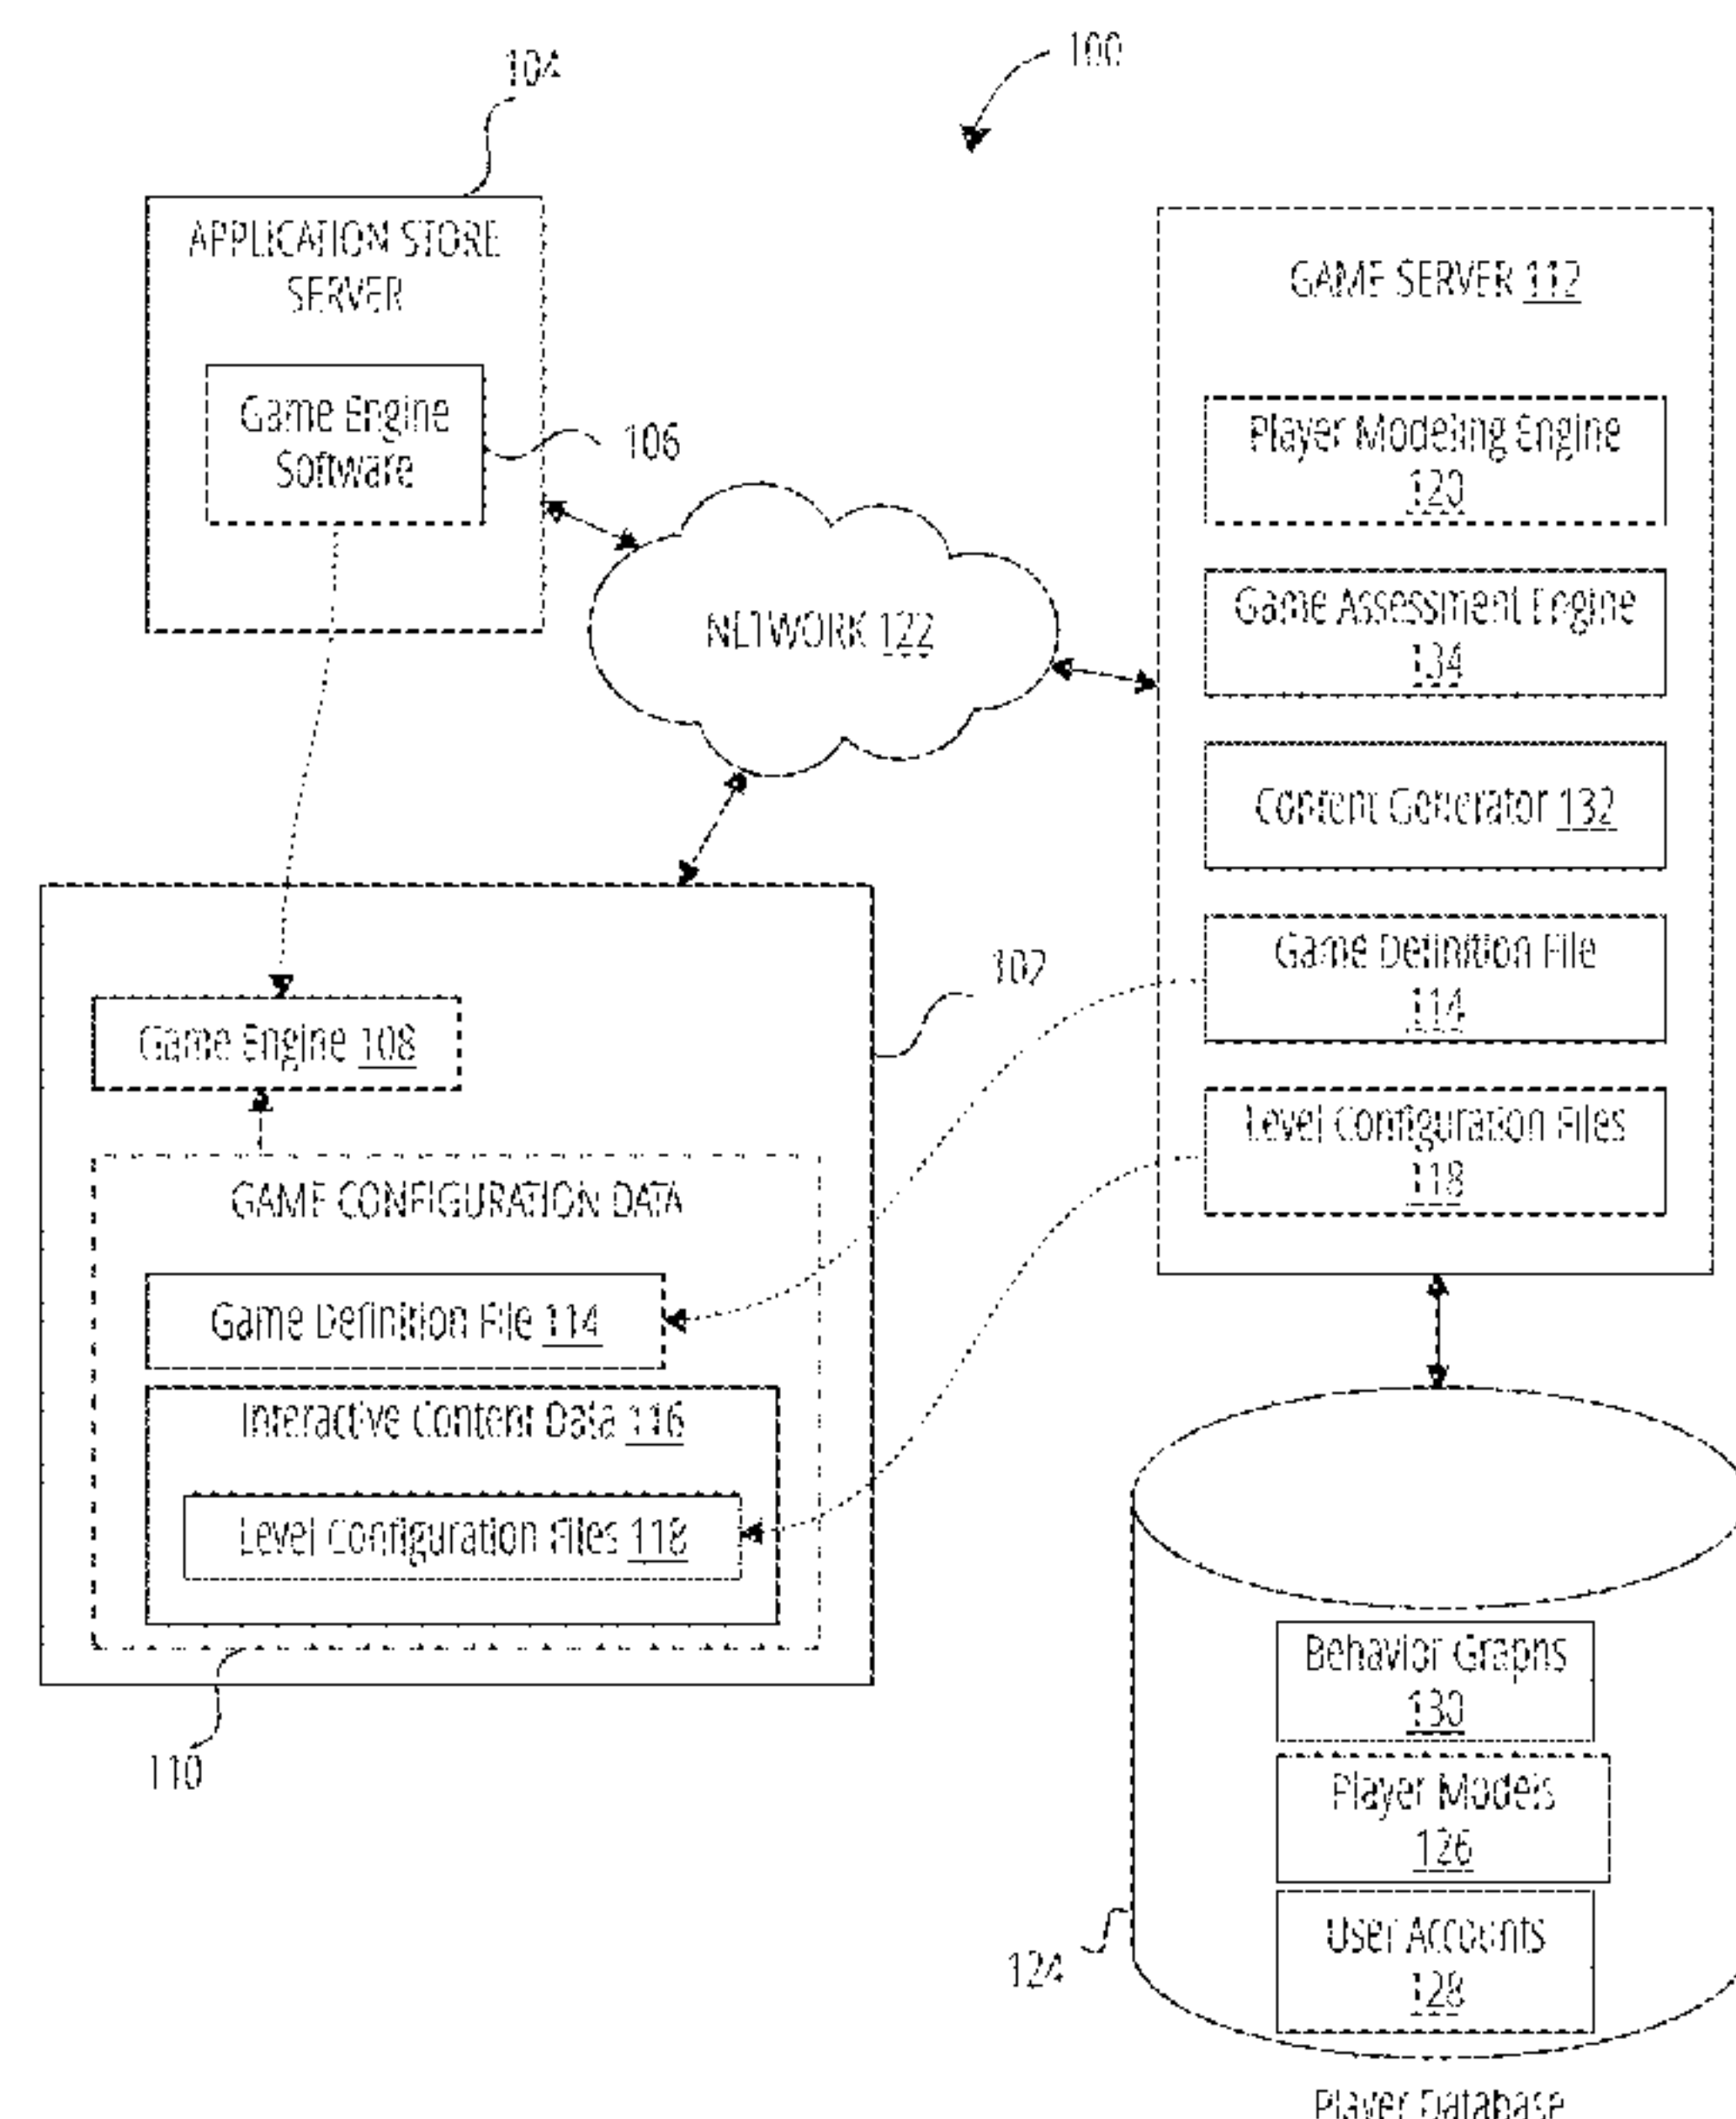 100
104
APPLICATION STORE
SERVER
Game Engine
Software
106
NETWORK 122
GAME SERVER 112
Player Modeling Engine
120
Game Assessment Engine
134
Content Generator 132
Game Definition File
114
Level Configuration Files
118
102
Game Engine 108
GAME CONFIGURATION DATA
Game Definition File 114
Interactive Content Data 116
Level Configuration Files 118
110
Behavior Graphs
130
Player Models
126
User Accounts
128
124
Player Database